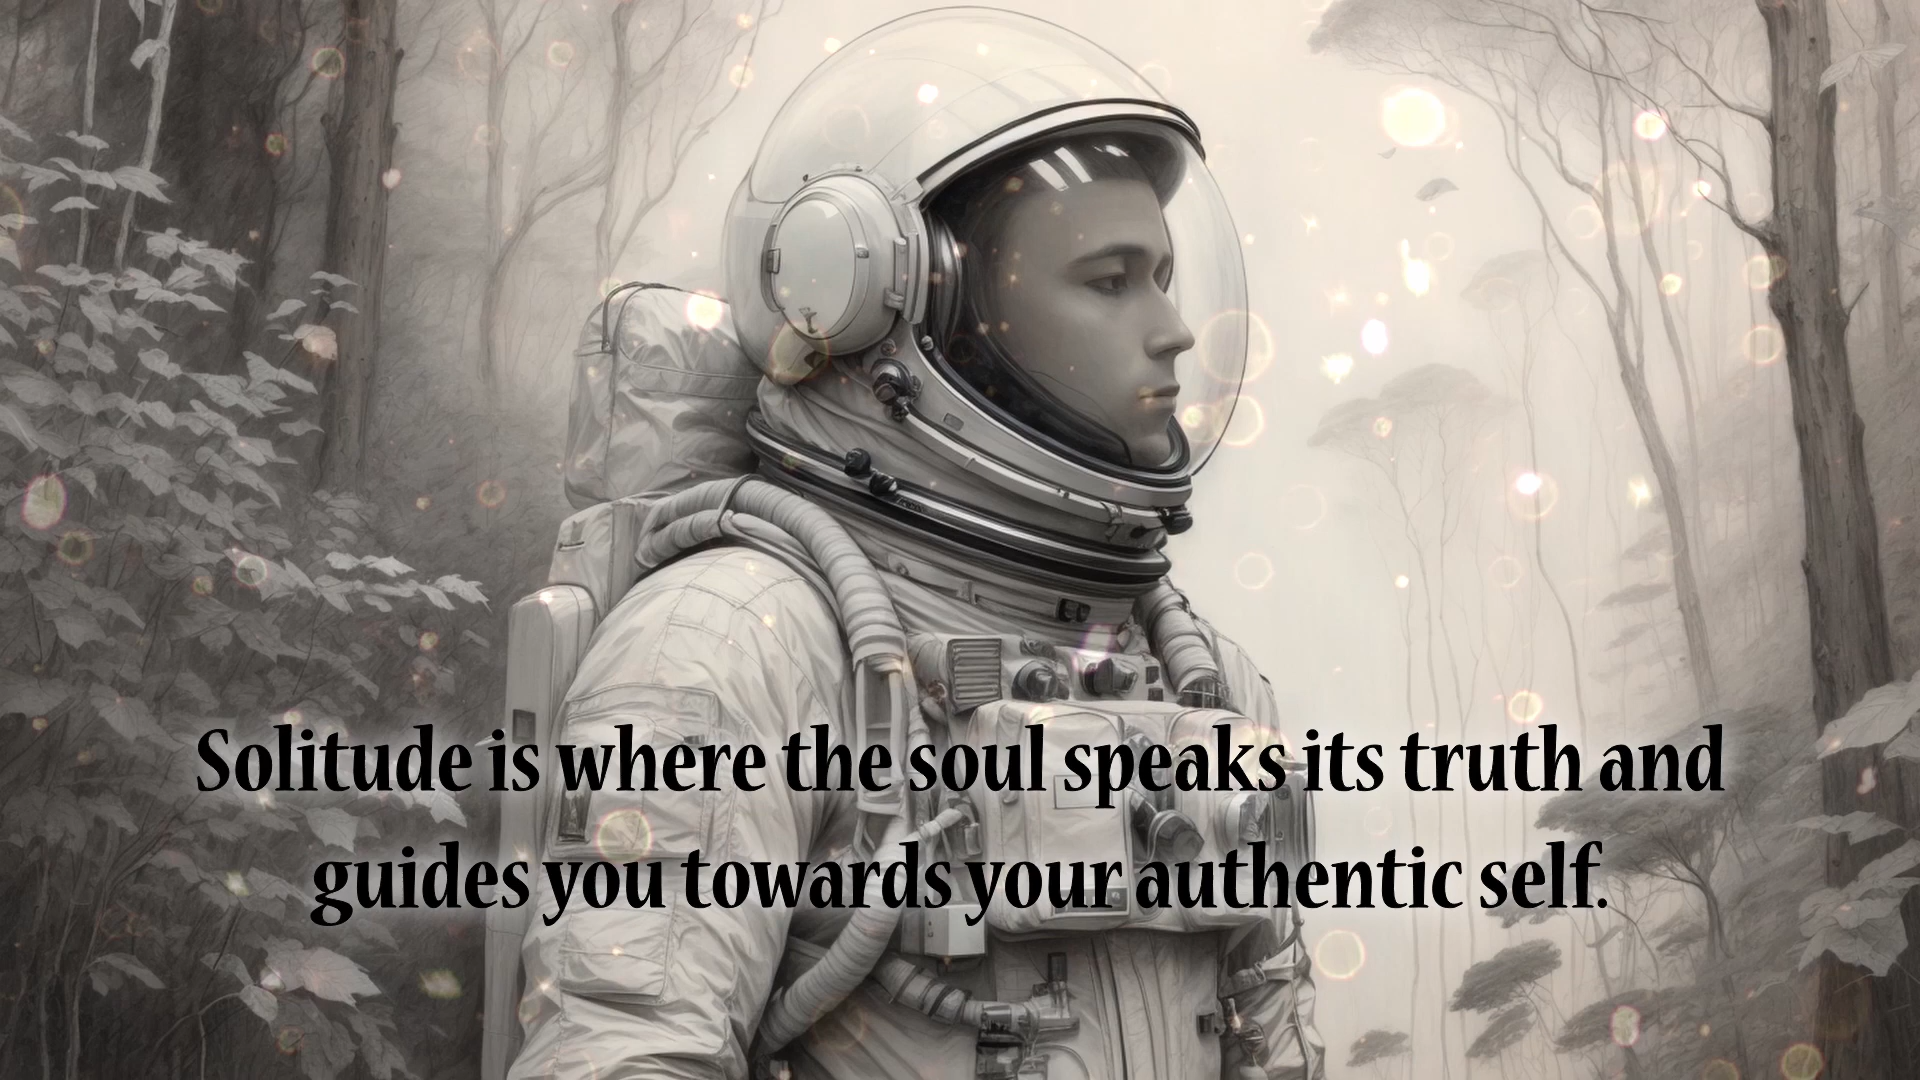 Solitude is where the soul speaks its truth and
guides you towards your authentic self.